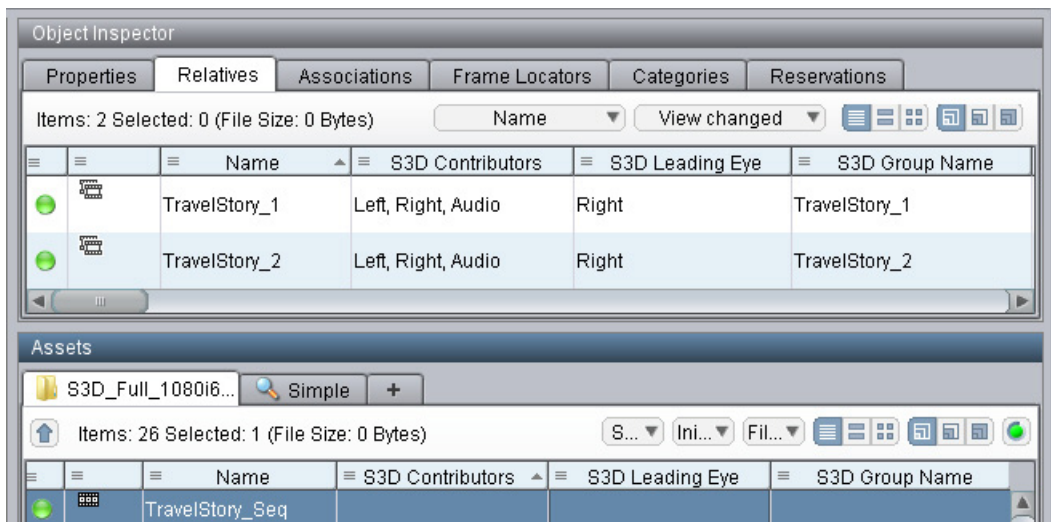 Object Inspector
Properties Relatives Associations Frame Locators Categories Reservations
Items: 2 Selected: 0 (File Size: 0 Bytes) Name View changed
Name S3D Contributors S3D Leading Eye S3D Group Name
TravelStory_1 Left, Right, Audio Right TravelStory_1
TravelStory_2 Left, Right, Audio Right TravelStory_2
Assets
S3D_Full_1080i6... Simple +
Items: 26 Selected: 1 (File Size: 0 Bytes) S... Ini... Fil...
Name S3D Contributors S3D Leading Eye S3D Group Name
TravelStory_Seq